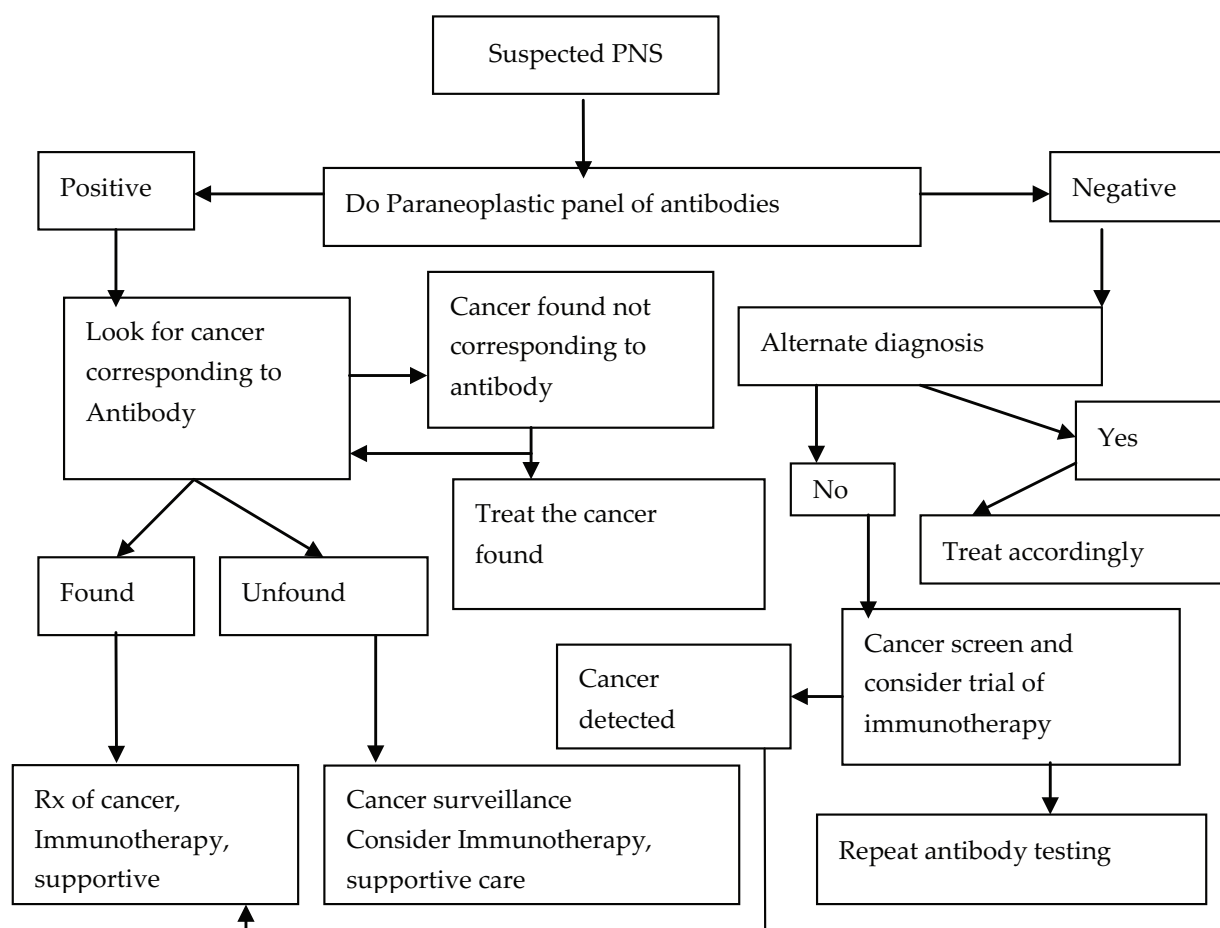 Suspected PNS
Positive
Do Paraneoplastic panel of antibodies
Negative
Look for cancer
corresponding to
Antibody
Cancer found not
corresponding to
antibody
Alternate diagnosis
Yes
No
Treat the cancer
found
Treat accordingly
Found
Unfound
Cancer screen and
consider trial of
immunotherapy
Cancer
detected
Rx of cancer,
Immunotherapy,
supportive
Cancer surveillance
Consider Immunotherapy,
supportive care
Repeat antibody testing